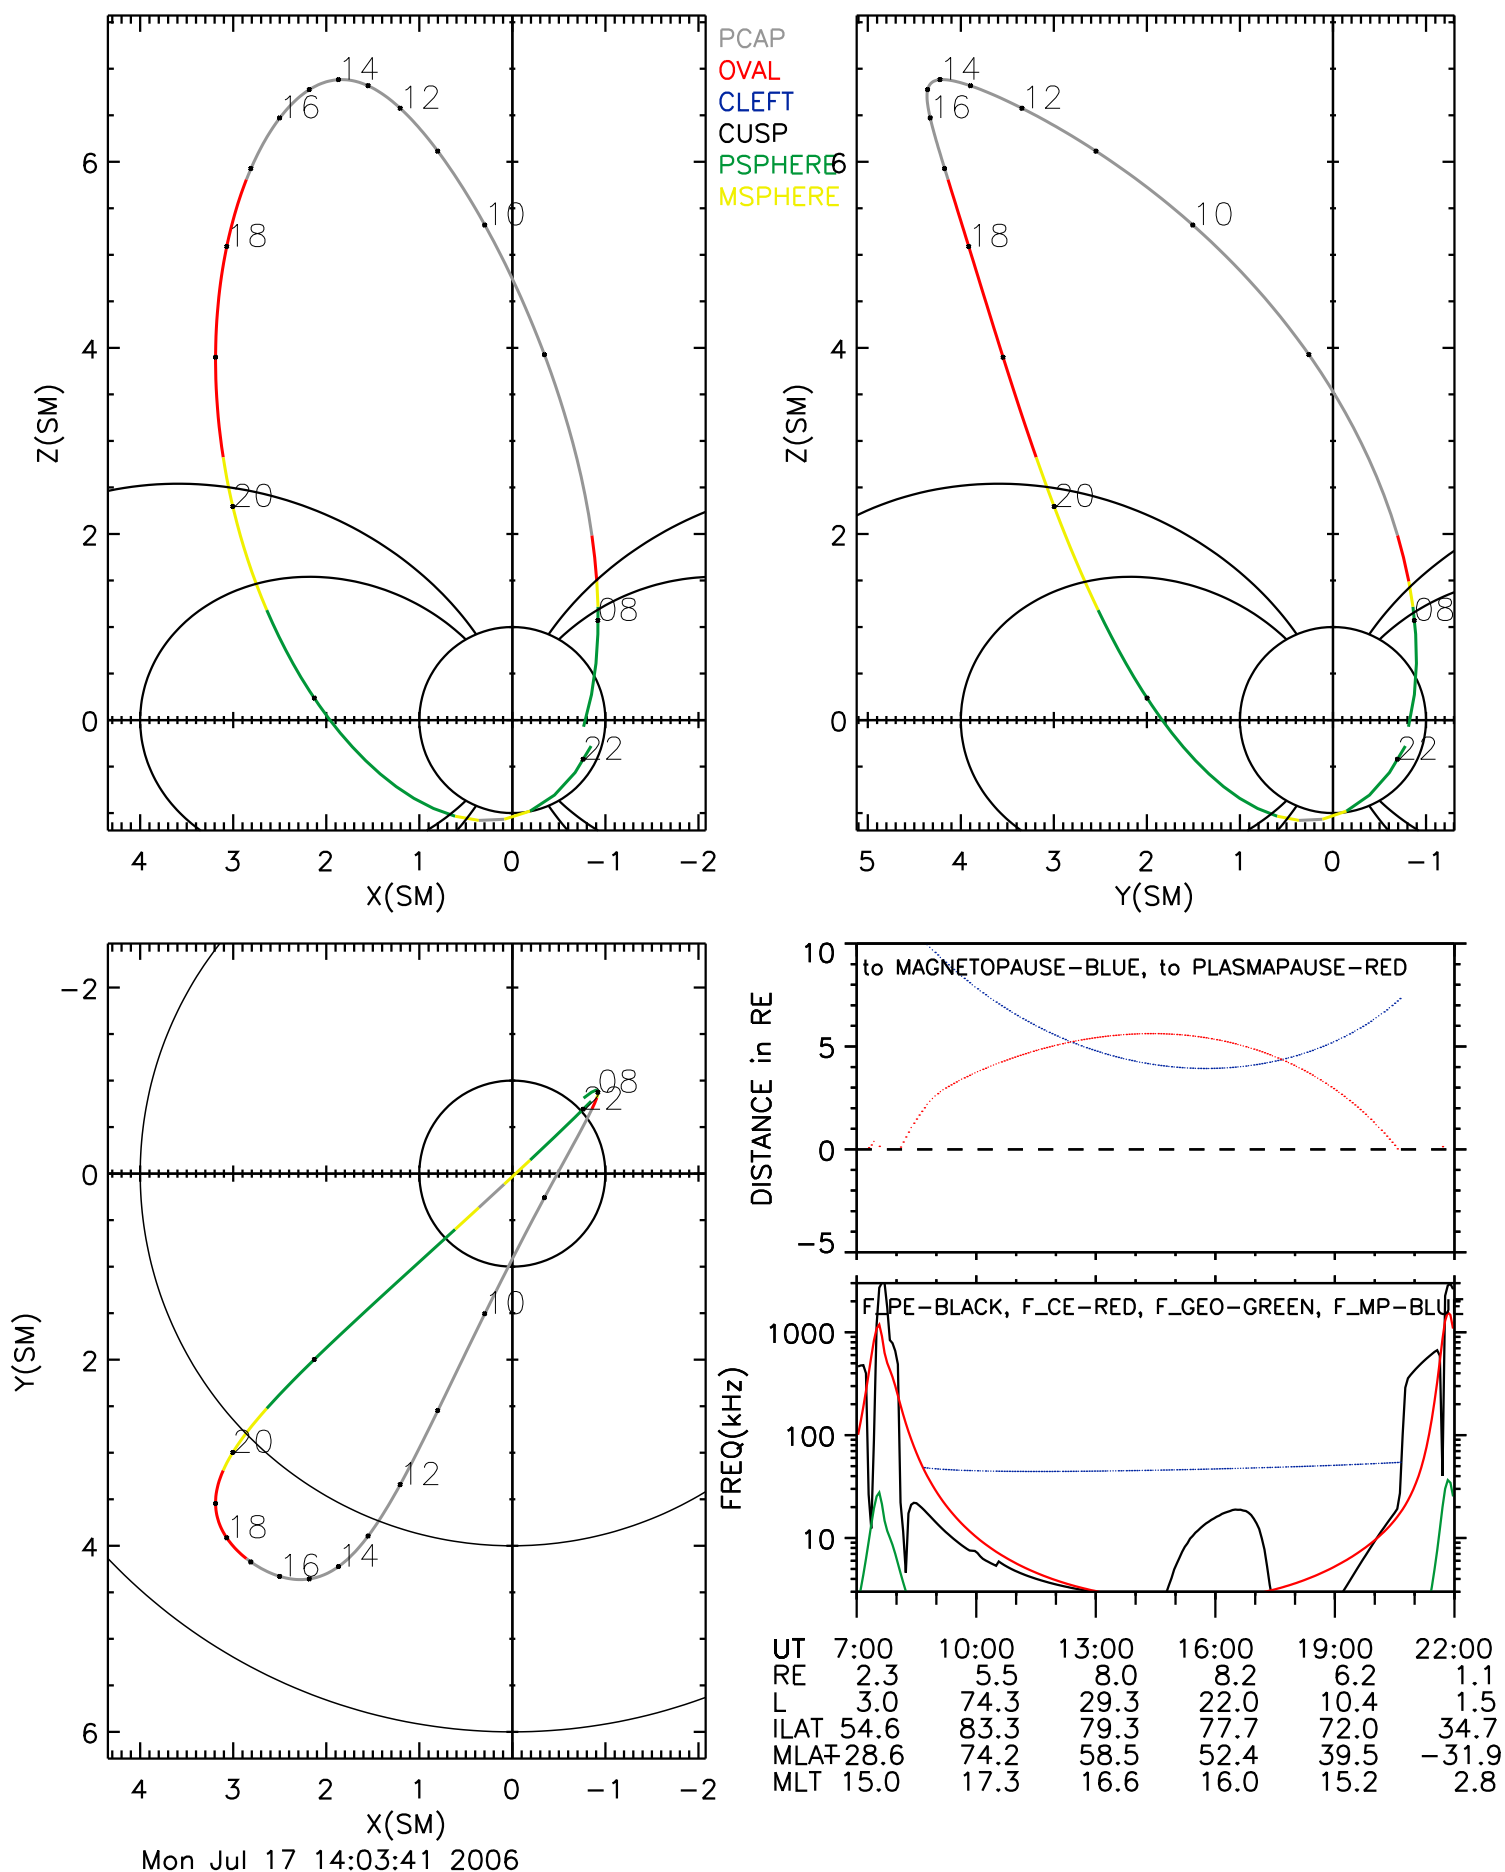 PCAP
OVAL
CLEFT
CUSP
PSPHERE
MSPHERE
14
16
12
10
18
20
08
22
6
4
2
0
Z(SM)
4 3 2 1 0 −1 −2
X(SM)
14
16
12
10
18
20
08
22
6
4
2
0
Z(SM)
5 4 3 2 1 0 −1
Y(SM)
08
22
10
12
14
16
18
20
−2
0
2
4
6
Y(SM)
4 3 2 1 0 −1 −2
X(SM)
to MAGNETOPAUSE−BLUE, to PLASMAPAUSE−RED
10
5
0
−5
DISTANCE in RE
F_PE−BLACK, F_CE−RED, F_GEO−GREEN, F_MP−BLU
1000
100
10
FREQ(kHz)
UT 7:00 10:00 13:00 16:00 19:00 22:00
RE 2.3 5.5 8.0 8.2 6.2 1.1
L 3.0 74.3 29.3 22.0 10.4 1.5
ILAT 54.6 83.3 79.3 77.7 72.0 34.7
MLAT −28.6 74.2 58.5 52.4 39.5 −31.9
MLT 15.0 17.3 16.6 16.0 15.2 2.8
Mon Jul 17 14:03:41 2006